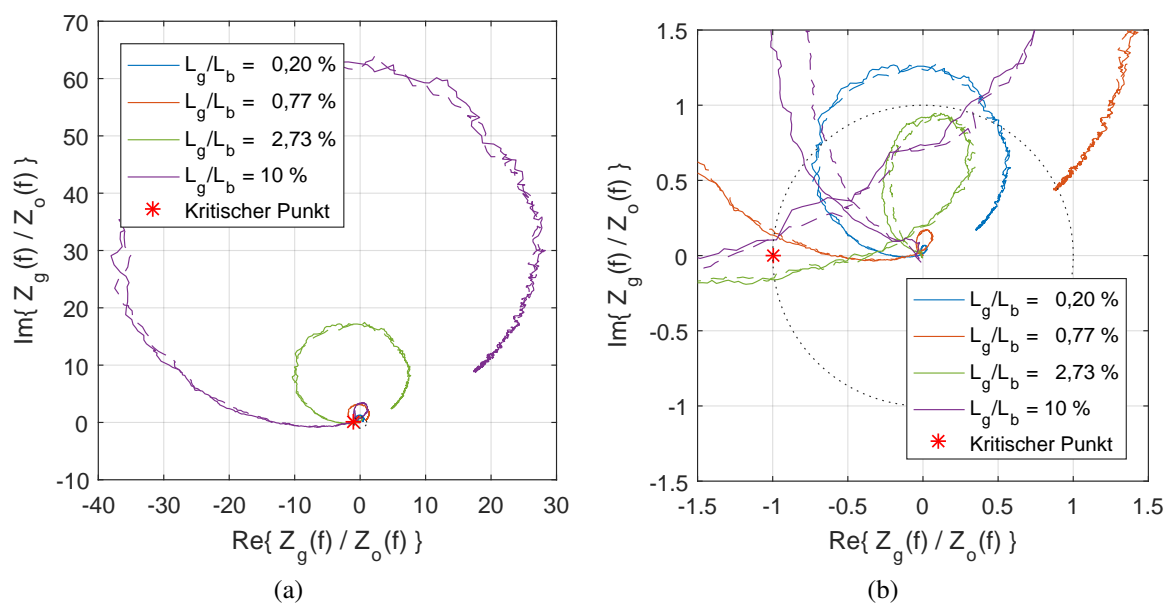 70
60
50
40
30
20
10
0
-10
-40
-30
-20
-10
0
10
20
30
Im{ Z_g(f) / Z_o(f) }
Re{ Z_g(f) / Z_o(f) }
L_g/L_b = 0,20 %
L_g/L_b = 0,77 %
L_g/L_b = 2,73 %
L_g/L_b = 10 %
Kritischer Punkt
(a)
1.5
1
0.5
0
-0.5
-1
-1.5
-1.5
-1
-0.5
0
0.5
1
1.5
Im{ Z_g(f) / Z_o(f) }
Re{ Z_g(f) / Z_o(f) }
L_g/L_b = 0,20 %
L_g/L_b = 0,77 %
L_g/L_b = 2,73 %
L_g/L_b = 10 %
Kritischer Punkt
(b)